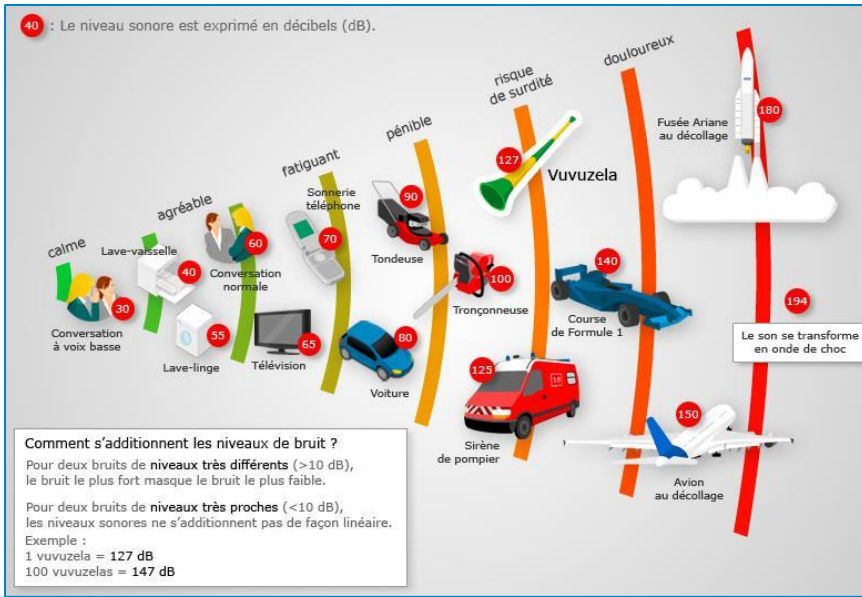 40 : Le niveau sonore est exprimé en décibels (dB).
calme
agréable
fatiguant
pénible
risque
de surdité
douloureux
30
Conversation
à voix basse
Lave-vaisselle
40
55
Lave-linge
60
Conversation
normale
65
Télévision
Sonnerie
téléphone
70
80
Voiture
90
Tondeuse
100
Tronçonneuse
127
Vuvuzela
125
18
Sirène
de pompier
140
Course
de Formule 1
150
Avion
au décollage
Fusée Ariane
au décollage
180
194
Le son se transforme
en onde de choc
Comment s’additionnent les niveaux de bruit ?
Pour deux bruits de niveaux très différents (>10 dB),
le bruit le plus fort masque le bruit le plus faible.
Pour deux bruits de niveaux très proches (<10 dB),
les niveaux sonores ne s’additionnent pas de façon linéaire.
Exemple :
1 vuvuzela = 127 dB
100 vuvuzelas = 147 dB